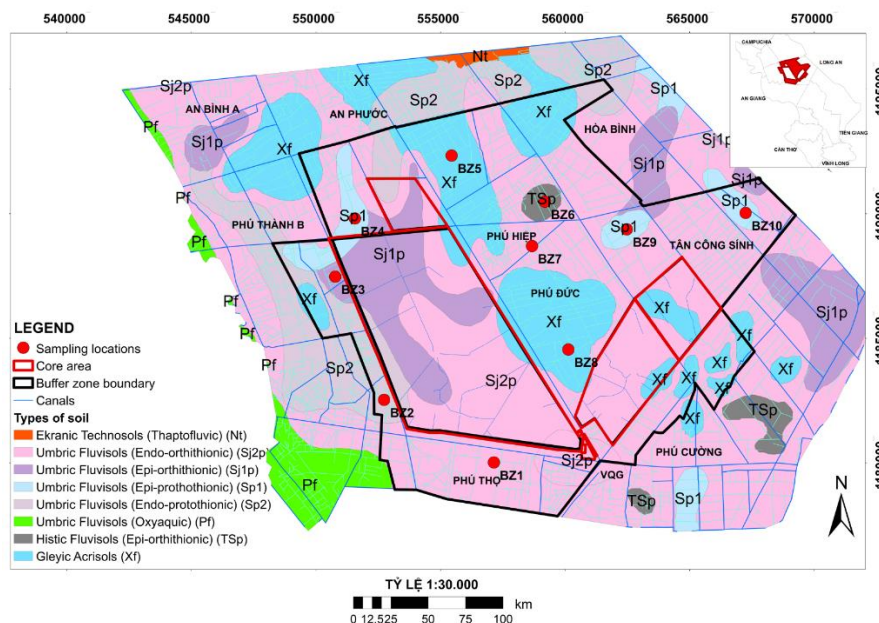 540000 545000 550000 555000 560000 565000 570000
CAMPUCHIA
LONG AN
AN GIANG
TIỀN GIANG
CẦN THƠ
VĨNH LONG
Nt
Sj2p
Xf
Sp2
Sp2
Sp1
AN BÌNH A
AN PHƯỚC
Xf
HÒA BÌNH
Pf
Sj1p
Xf
Sj1p
Sj1p
BZ5
Xf
TSp
BZ6
Sp1
BZ10
Pf
PHÚ THÀNH B
Sp1
BZ4
PHÚ HIỆP
Sp1
BZ9
TÂN CÔNG SÍNH
Pf
Sj1p
BZ7
BZ3
PHÚ ĐỨC
Xf
Pf
Xf
Xf
Sj1p
Pf
BZ8
Xf
Pf
Sp2
Sj2p
Xf
Xf
Xf
Xf
BZ2
TSp
Xf
Pf
Sj2p
PHÚ CƯỜNG
PHÚ THỌ
BZ1
VQG
TSp
Sp1
1190000
1185000
1180000
LEGEND
Sampling locations
Core area
Buffer zone boundary
Canals
Types of soil
Ekranic Technosols (Thaptofluvic) (Nt)
Umbric Fluvisols (Endo-orthithionic) (Sj2p)
Umbric Fluvisols (Epi-orthithionic) (Sj1p)
Umbric Fluvisols (Epi-prothothionic) (Sp1)
Umbric Fluvisols (Endo-protothionic) (Sp2)
Umbric Fluvisols (Oxyaquic) (Pf)
Histic Fluvisols (Epi-orthithionic) (TSp)
Gleyic Acrisols (Xf)
N
TỶ LỆ 1:30.000
0 12.525 50 75 100
km